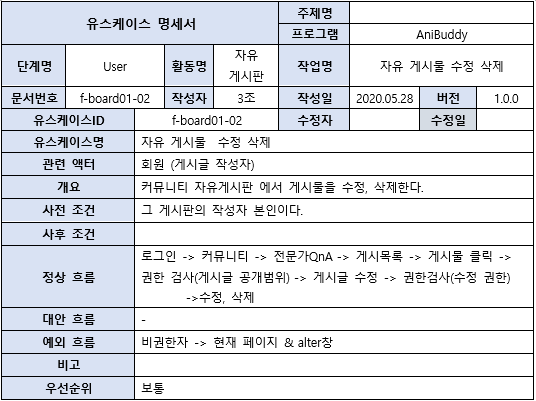 유스케이스 명세서
주제명
프로그램 AniBuddy
단계명 User 활동명 자유 게시판 작업명 자유 게시물 수정 삭제
문서번호 f-board01-02 작성자 3조 작성일 2020.05.28 버전 1.0.0
유스케이스ID f-board01-02 수정자 수정일
유스케이스명 자유 게시물 수정 삭제
관련 액터 회원 (게시글 작성자)
개요 커뮤니티 자유게시판 에서 게시물을 수정, 삭제한다.
사전 조건 그 게시판의 작성자 본인이다.
사후 조건
정상 흐름 로그인 -> 커뮤니티 -> 전문가QnA -> 게시목록 -> 게시물 클릭 ->
권한 검사(게시글 공개범위) -> 게시글 수정 -> 권한검사(수정 권한)
->수정, 삭제
대안 흐름 -
예외 흐름 비권한자 -> 현재 페이지 & alter창
비고
우선순위 보통